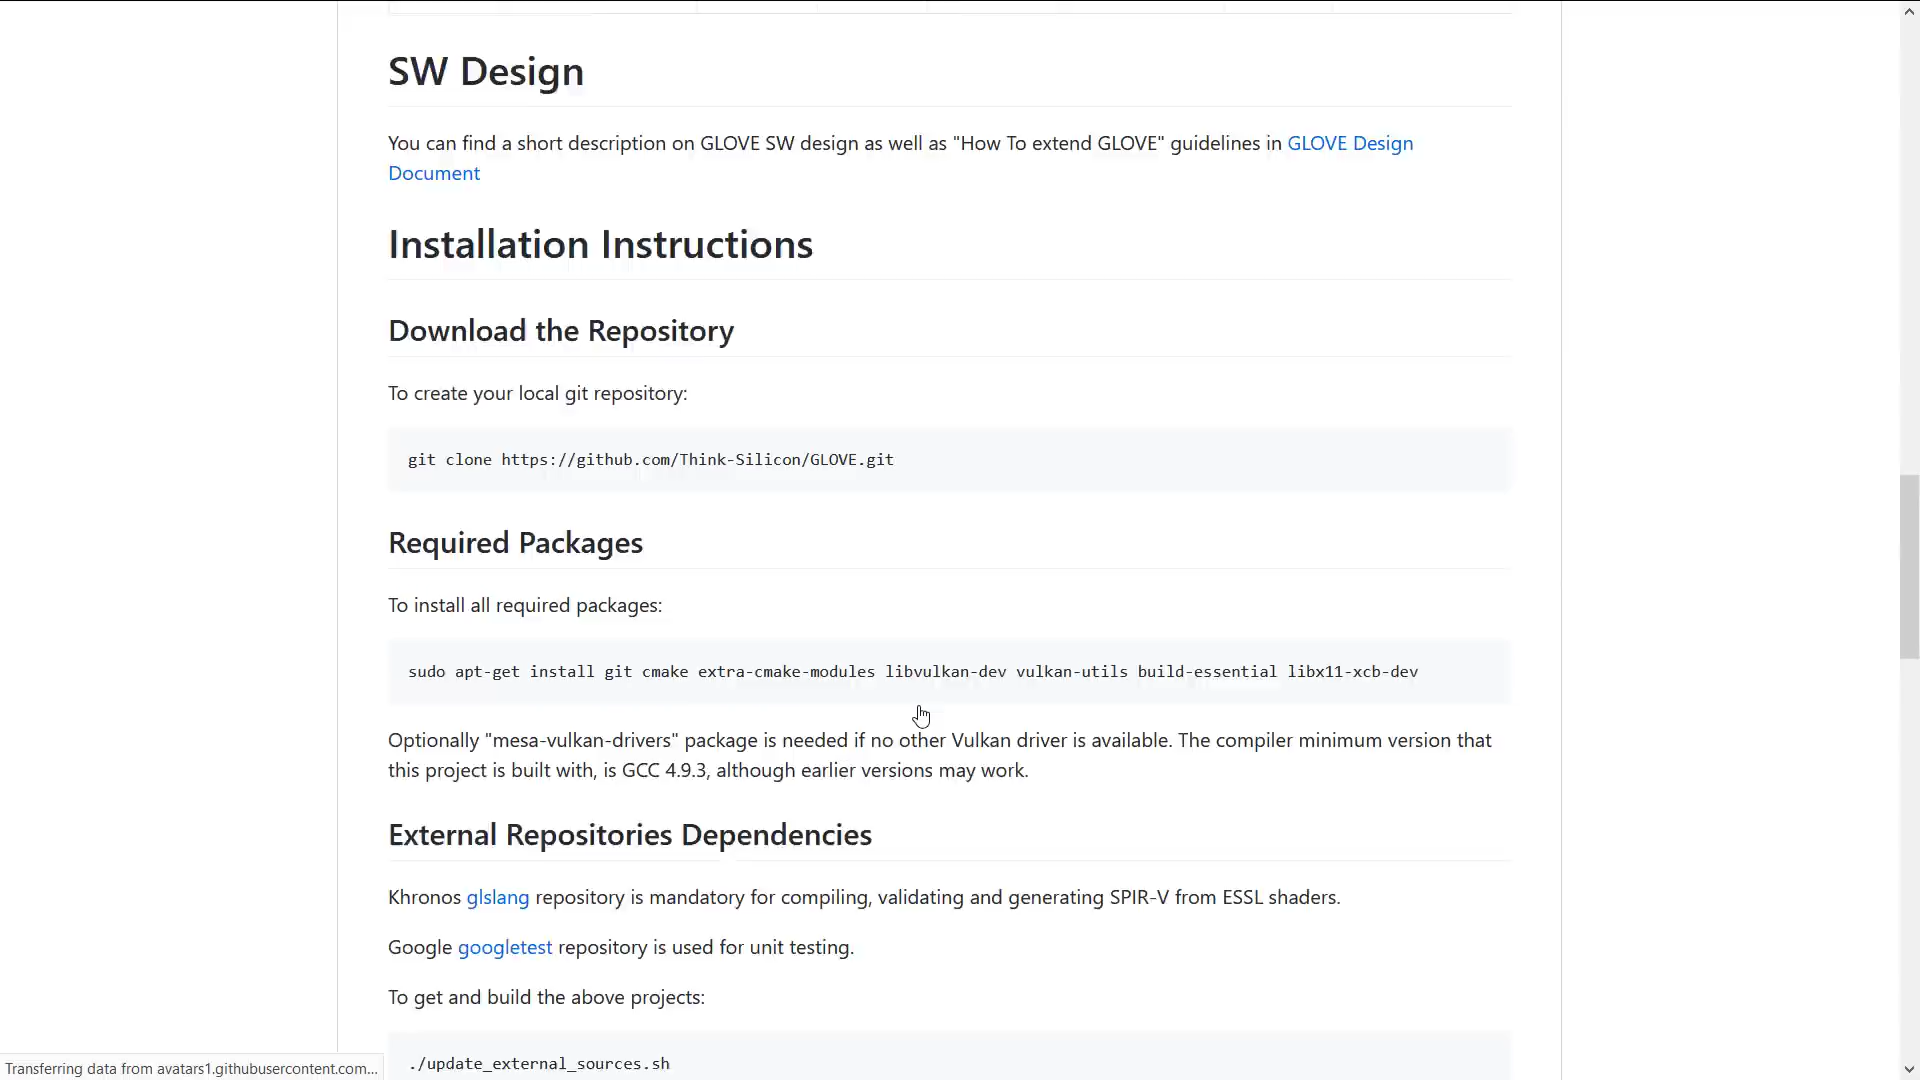 SW Design
You can find a short description on GLOVE SW design as well as "How To extend GLOVE" guidelines in GLOVE Design
Document
Installation Instructions
Download the Repository
To create your local git repository:
git clone https://github.com/Think-Silicon/GLOVE.git
Required Packages
To install all required packages:
sudo apt-get install git cmake extra-cmake-modules libvulkan-dev vulkan-utils build-essential libx11-xcb-dev
Optionally "mesa-vulkan-drivers" package is needed if no other Vulkan driver is available. The compiler minimum version that
this project is built with, is GCC 4.9.3, although earlier versions may work.
External Repositories Dependencies
Khronos glslang repository is mandatory for compiling, validating and generating SPIR-V from ESSL shaders.
Google googletest repository is used for unit testing.
To get and build the above projects:
./update_external_sources.sh
Transferring data from avatars1.githubusercontent.com...